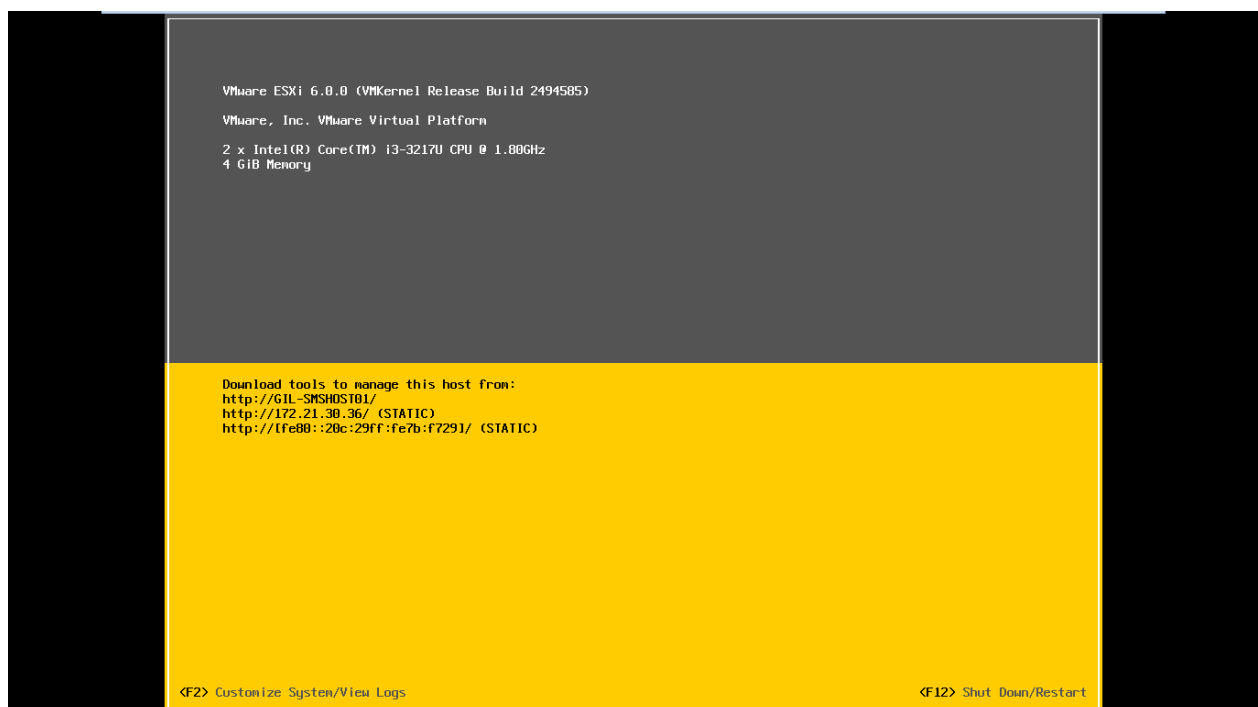 VMware ESXi 6.0.0 (VMKernel Release Build 2494585)
VMware, Inc. VMware Virtual Platform
2 x Intel(R) Core(TM) i3-3217U CPU @ 1.80GHz
4 GiB Memory
Download tools to manage this host from:
http://GIL-SMSHOST01/
http://172.21.30.36/ (STATIC)
http://[fe80::20c:29ff:fe7b:f729]/ (STATIC)
<F2> Customize System/View Logs
<F12> Shut Down/Restart